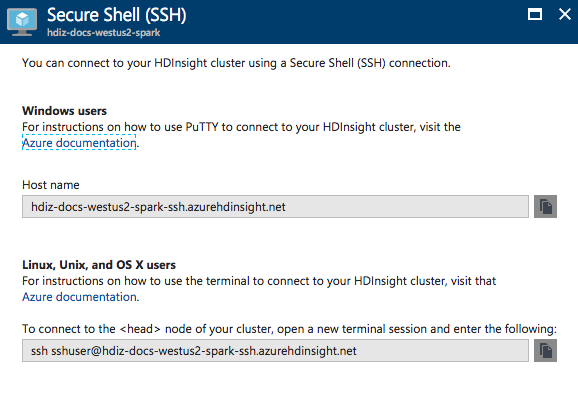 Secure Shell (SSH)
hdiz-docs-westus2-spark
You can connect to your HDInsight cluster using a Secure Shell (SSH) connection.
Windows users
For instructions on how to use PuTTY to connect to your HDInsight cluster, visit the
Azure documentation.
Host name
hdiz-docs-westus2-spark-ssh.azurehdinsight.net
Linux, Unix, and OS X users
For instructions on how to use the terminal to connect to your HDInsight cluster, visit that
Azure documentation.
To connect to the <head> node of your cluster, open a new terminal session and enter the following:
ssh sshuser@hdiz-docs-westus2-spark-ssh.azurehdinsight.net